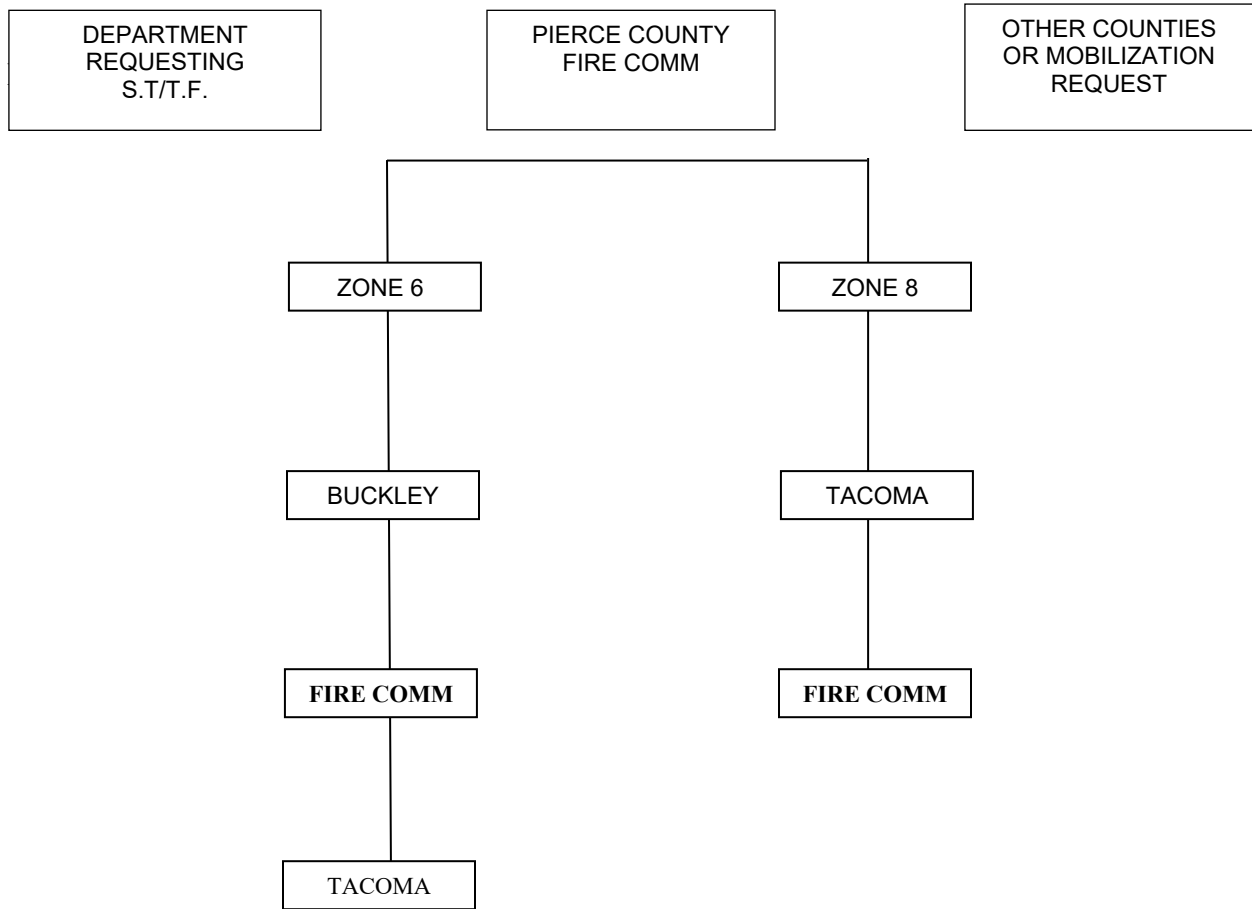 DEPARTMENT
REQUESTING
S.T/T.F.
PIERCE COUNTY
FIRE COMM
OTHER COUNTIES
OR MOBILIZATION
REQUEST
ZONE 6
ZONE 8
BUCKLEY
TACOMA
FIRE COMM
FIRE COMM
TACOMA